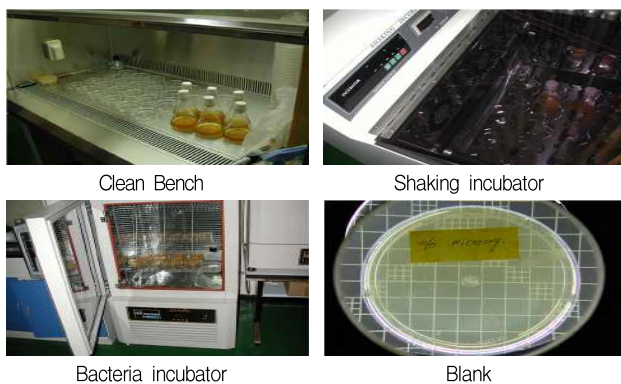 Clean Bench
Shaking incubator
Bacteria incubator
Blank